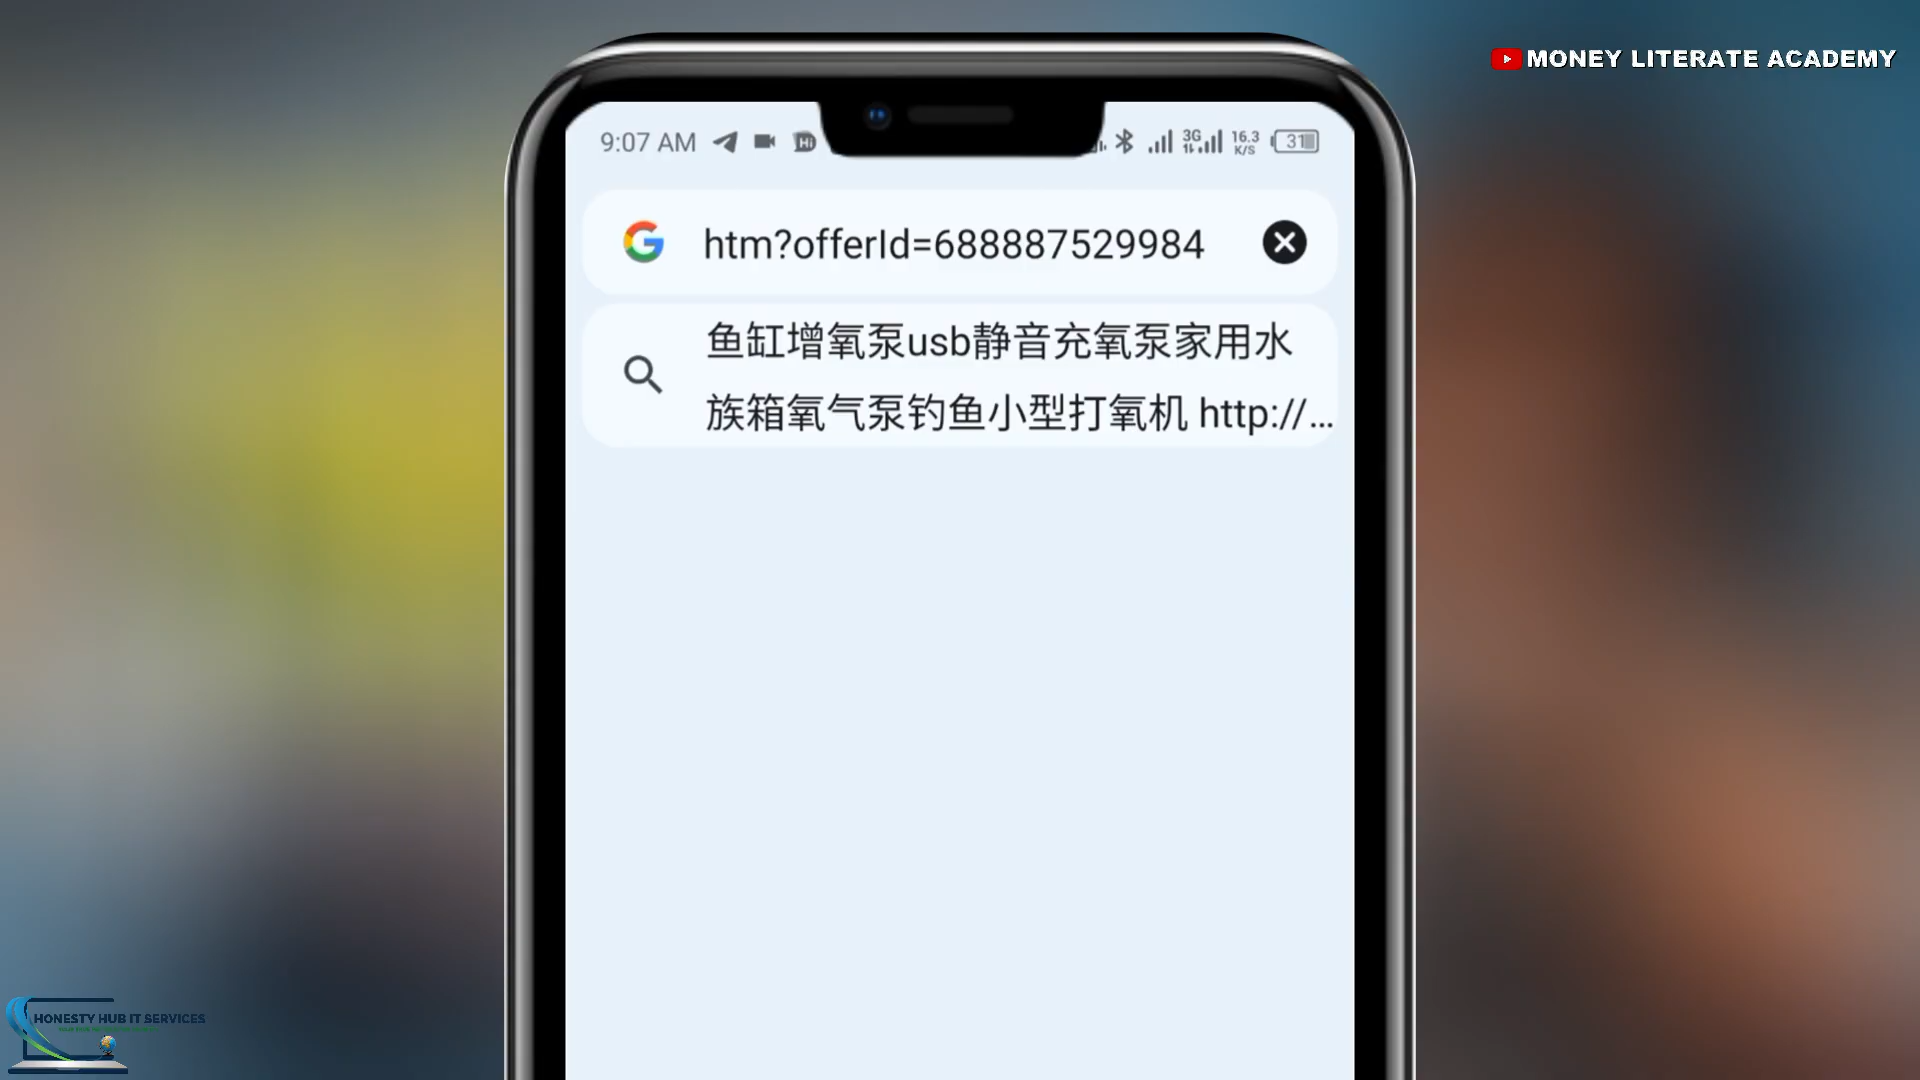 MONEY LITERATE ACADEMY
9:07 AM
3G
16.3
K/S
31
htm?offerId=688887529984
鱼缸增氧泵usb静音充氧泵家用水
族箱氧气泵钓鱼小型打氧机 http://...
HONESTY HUB IT SERVICES